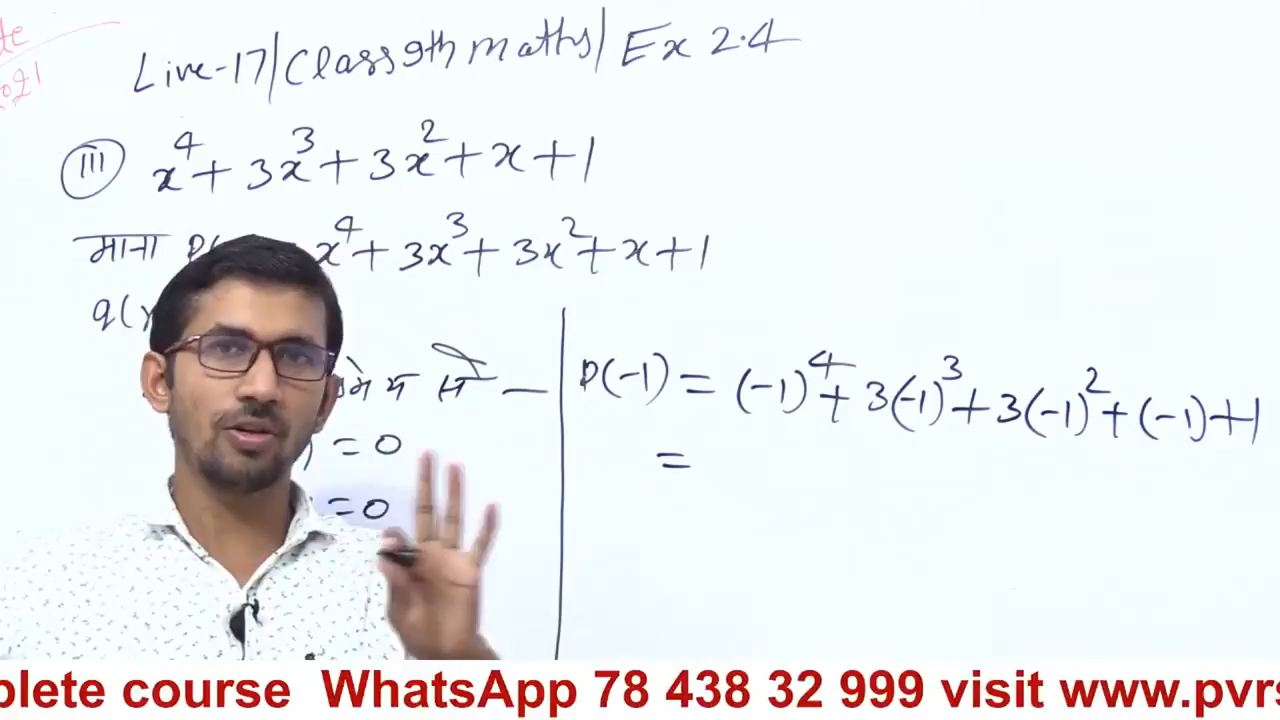 Live-17/Class 9th maths/ Ex 2.4
(III) x⁴ + 3x³ + 3x² + x + 1
माना P( x⁴ + 3x³ + 3x² + x + 1
q(x
= 0
= 0
P(-1) = (-1)⁴ + 3(-1)³ + 3(-1)² + (-1) + 1
=
plete course WhatsApp 78 438 32 999 visit www.pvrs